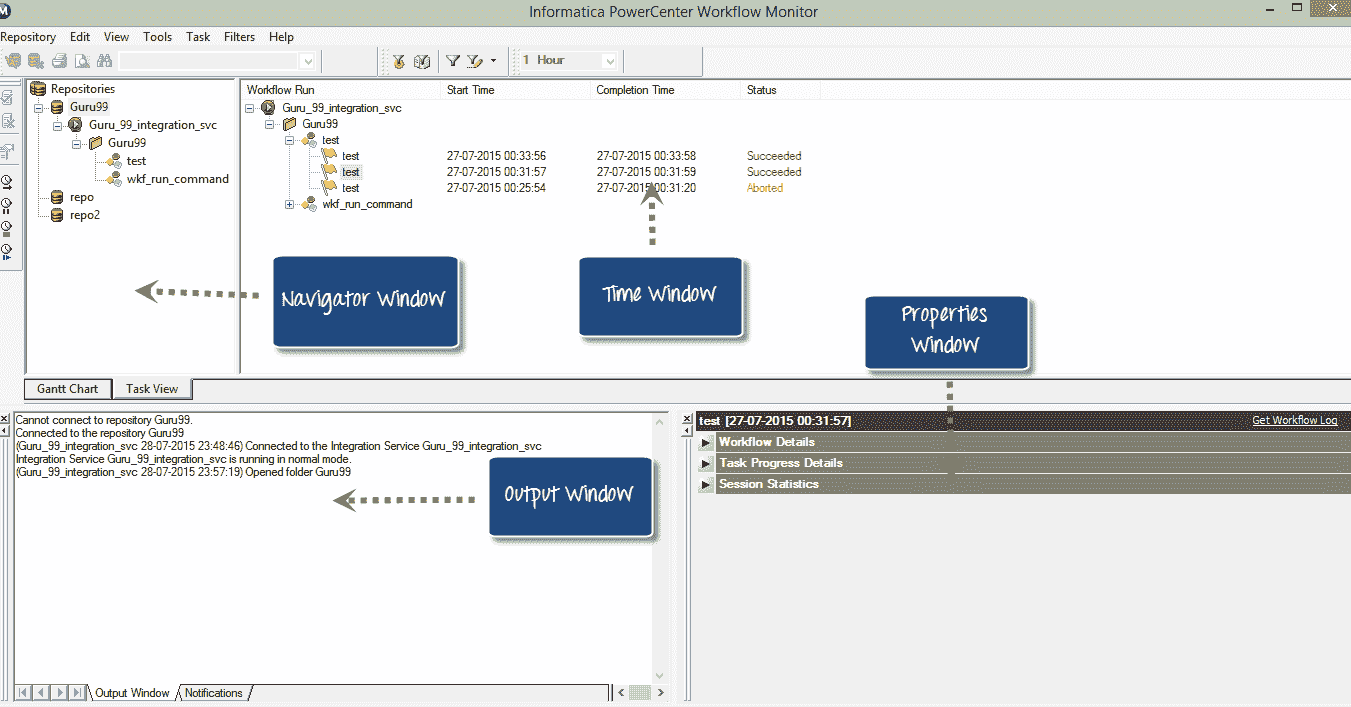 M
Informatica PowerCenter Workflow Monitor
Repository Edit View Tools Task Filters Help
1 Hour
Repositories
Guru99
Guru_99_integration_svc
Guru99
test
wkf_run_command
repo
repo2
Workflow Run Start Time Completion Time Status
Guru_99_integration_svc
Guru99
test
test 27-07-2015 00:33:56 27-07-2015 00:33:58 Succeeded
test 27-07-2015 00:31:57 27-07-2015 00:31:59 Succeeded
test 27-07-2015 00:25:54 27-07-2015 00:31:20 Aborted
wkf_run_command
Navigator Window
Time Window
Properties
Window
Gantt Chart Task View
Cannot connect to repository Guru99.
Connected to the repository Guru99
(Guru_99_integration_svc 28-07-2015 23:48:46) Connected to the Integration Service Guru_99_integration_svc
Integration Service Guru_99_integration_svc is running in normal mode.
(Guru_99_integration_svc 28-07-2015 23:57:19) Opened folder Guru99
Output Window
Output Window Notifications
test [27-07-2015 00:31:57] Get Workflow Log
Workflow Details
Task Progress Details
Session Statistics